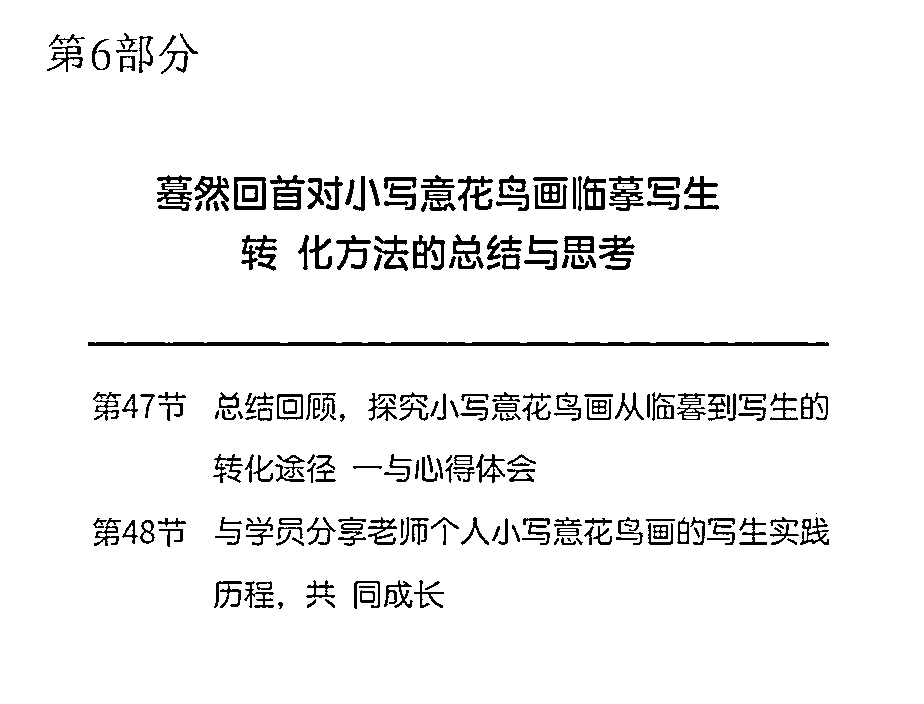 第6部分
蓦然回首对小写意花鸟画临摹写生
转 化方法的总结与思考
第47节 总结回顾，探究小写意花鸟画从临暮到写生的
转化途径 一与心得体会
第48节 与学员分享老师个人小写意花鸟画的写生实践
历程，共 同成长